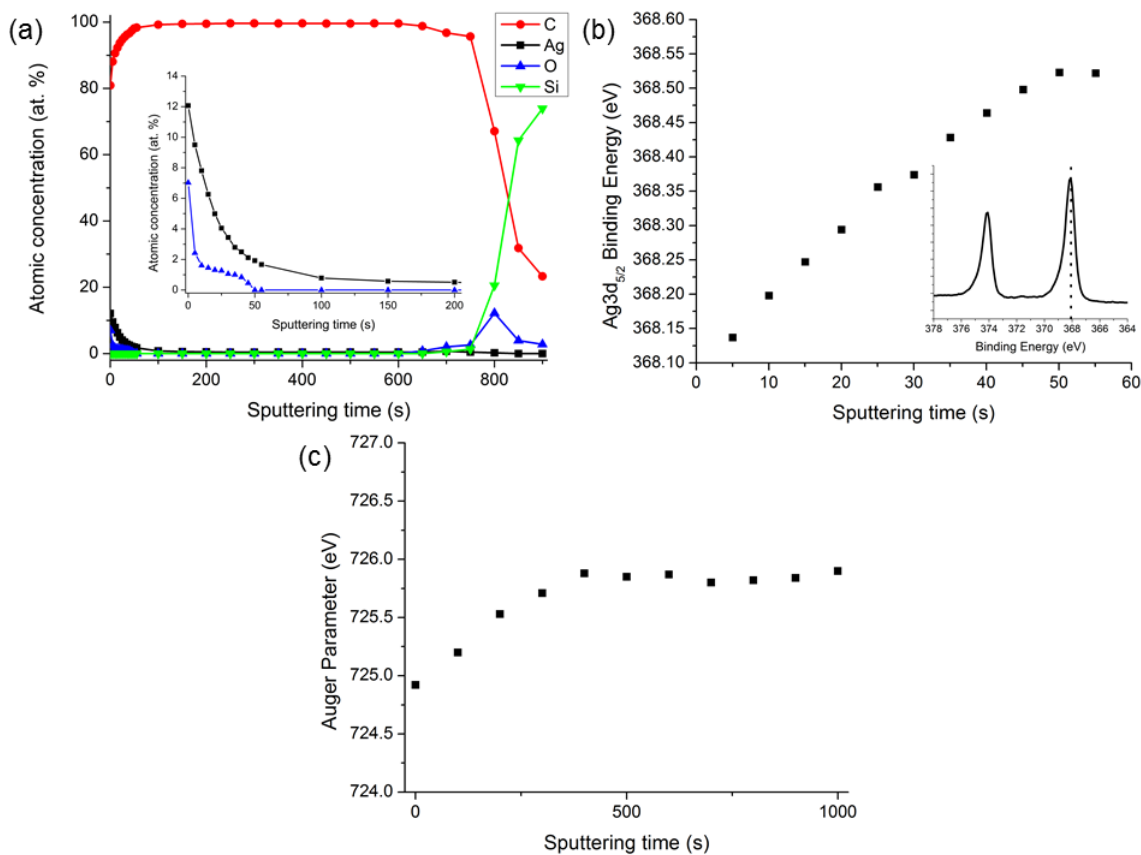 (a)
Atomic concentration (at. %)
100
80
60
40
20
0
0 200 400 600 800
Sputtering time (s)
C
Ag
O
Si
Atomic concentration (at. %)
14
12
10
8
6
4
2
0
0 50 100 150 200
Sputtering time (s)
(b)
Ag3d5/2 Binding Energy (eV)
368.60
368.55
368.50
368.45
368.40
368.35
368.30
368.25
368.20
368.15
368.10
0 10 20 30 40 50 60
Sputtering time (s)
378 376 374 372 370 368 366 364
Binding Energy (eV)
(c)
Auger Parameter (eV)
727.0
726.5
726.0
725.5
725.0
724.5
724.0
0 500 1000
Sputtering time (s)